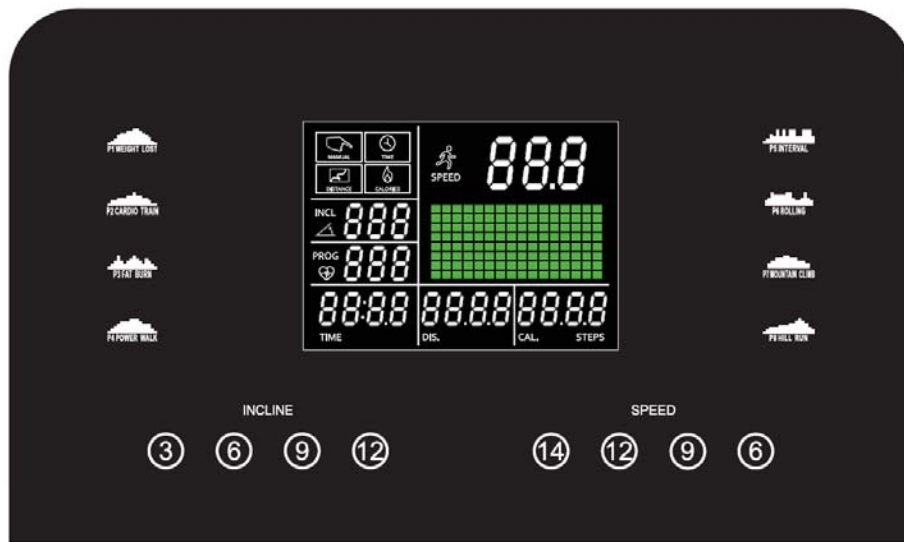 P1 WEIGHT LOST
P2 CARDIO TRAIN
P3 FAT BURN
P4 POWER WALK
MANUAL
TIME
DISTANCE
CALORIES
SPEED
88.8
INCL
888
PROG
888
88:8.8
TIME
88.8.8
DIS.
88.8.8
CAL. STEPS
P5 INTERVAL
P6 ROLLING
P7 MOUNTAIN CLIMB
P8 HILL RUN
INCLINE
3 6 9 12
SPEED
14 12 9 6